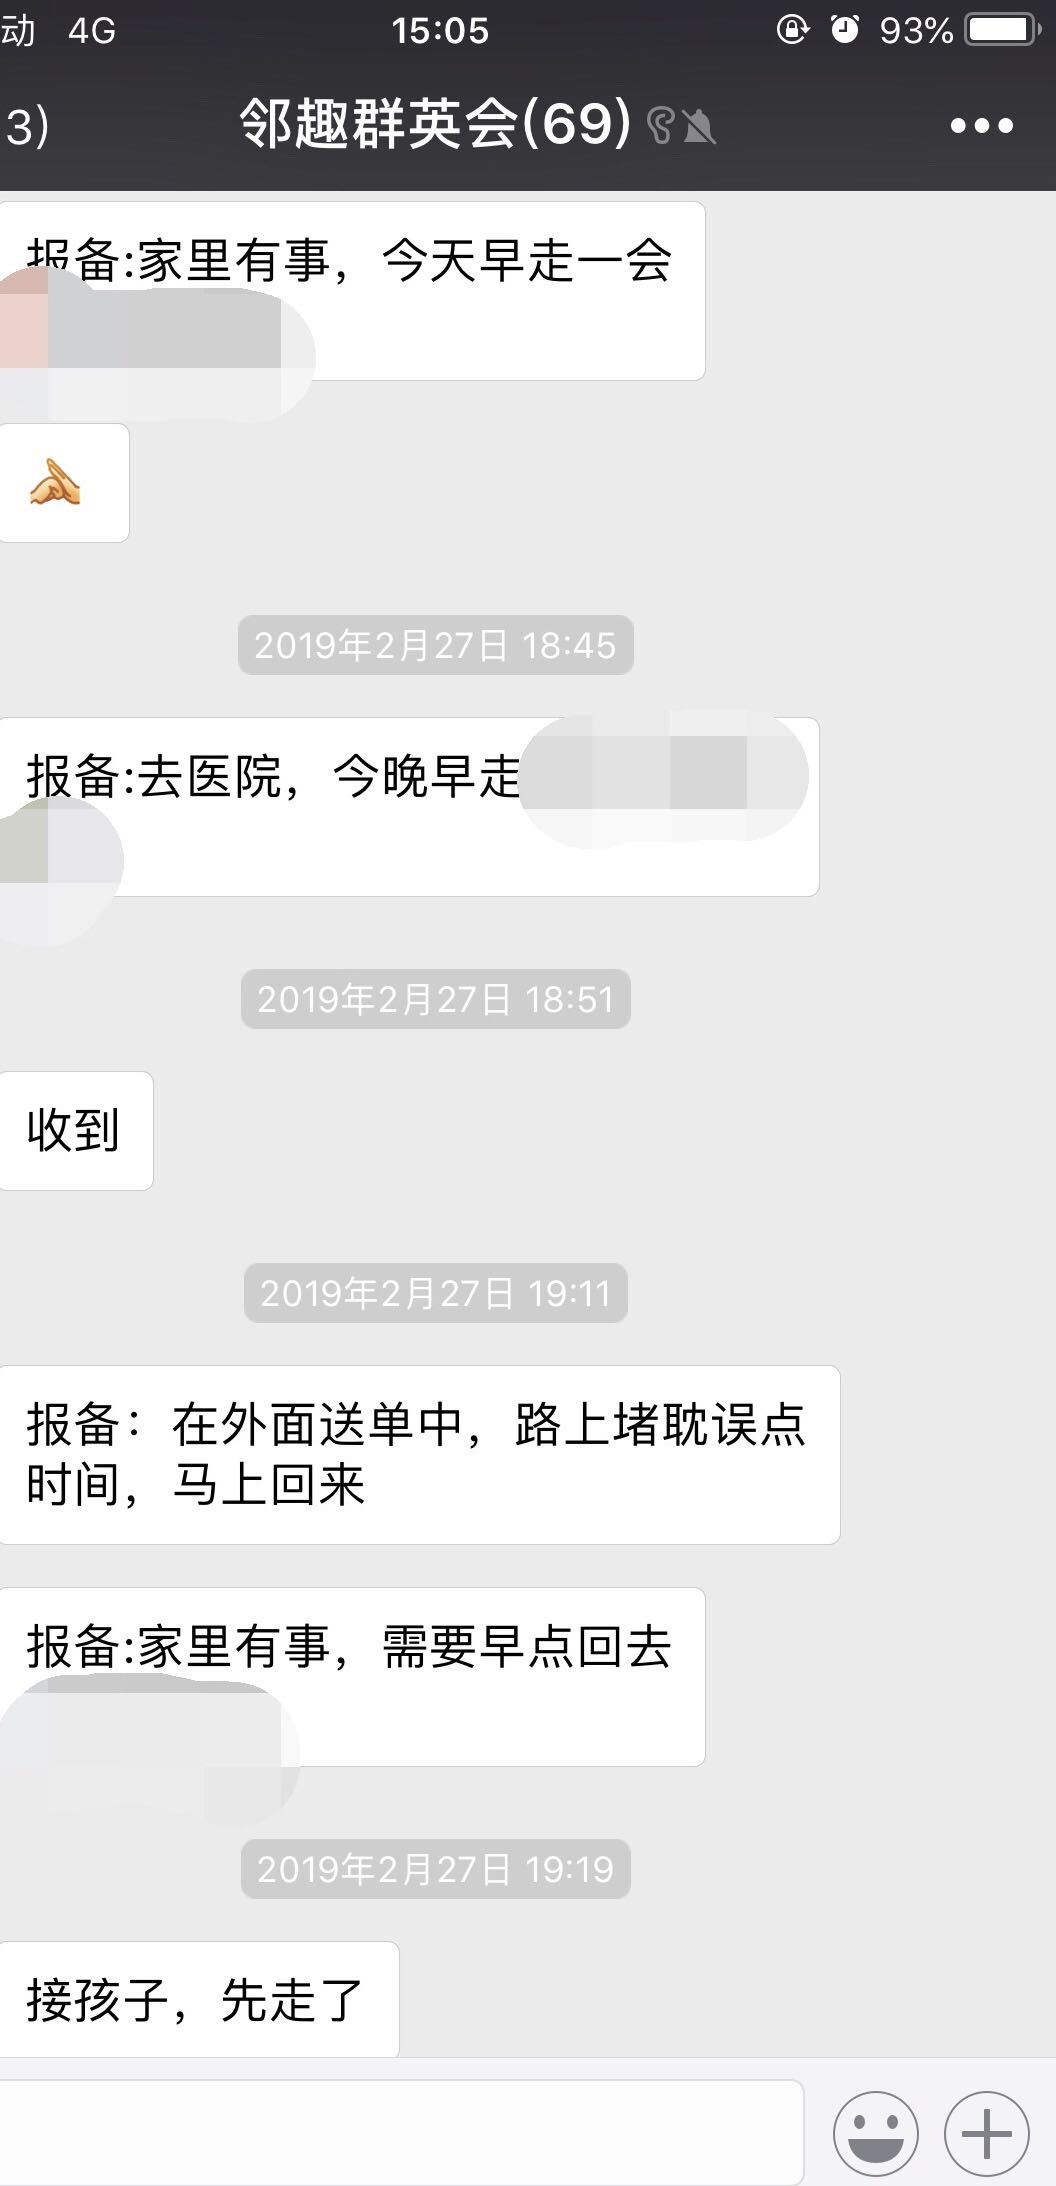 动 4G 15:05 93%
3) 邻趣群英会(69)
报备:家里有事，今天早走一会
2019年2月27日 18:45
报备:去医院，今晚早走
2019年2月27日 18:51
收到
2019年2月27日 19:11
报备：在外面送单中，路上堵耽误点
时间，马上回来
报备:家里有事，需要早点回去
2019年2月27日 19:19
接孩子，先走了